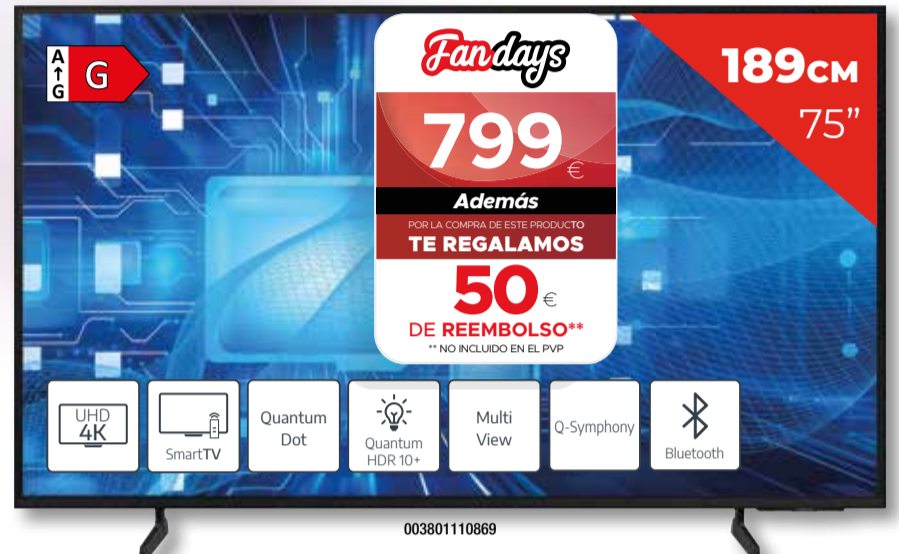 A
↑
G
G
Fandays
799
€
Además
POR LA COMPRA DE ESTE PRODUCTO
TE REGALAMOS
50 €
DE REEMBOLSO**
** NO INCLUIDO EN EL PVP
189CM
75”
UHD
4K
SmartTV
Quantum
Dot
Quantum
HDR 10+
Multi
View
Q-Symphony
Bluetooth
003801110869